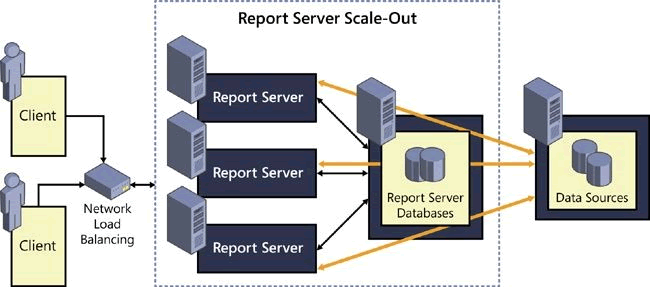 Report Server Scale-Out
Client
Client
Network
Load
Balancing
Report Server
Report Server
Report Server
Report Server
Databases
Data Sources